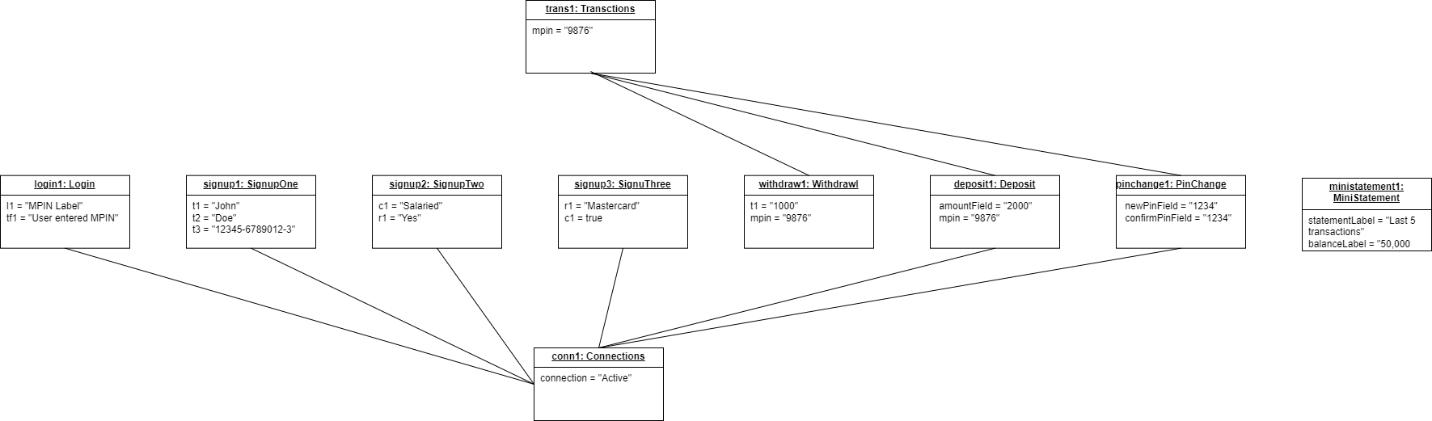 trans1: Transctions
mpin = "9876"
login1: Login
l1 = "MPIN Label"
tf1 = "User entered MPIN"
signup1: SignupOne
t1 = "John"
t2 = "Doe"
t3 = "12345-6789012-3"
signup2: SignupTwo
c1 = "Salaried"
r1 = "Yes"
signup3: SignuThree
r1 = "Mastercard"
c1 = true
withdraw1: Withdrawl
t1 = "1000"
mpin = "9876"
deposit1: Deposit
amountField = "2000"
mpin = "9876"
pinchange1: PinChange
newPinField = "1234"
confirmPinField = "1234"
ministatement1:
MiniStatement
statementLabel = "Last 5
transactions"
balanceLabel = "50,000
conn1: Connections
connection = "Active"